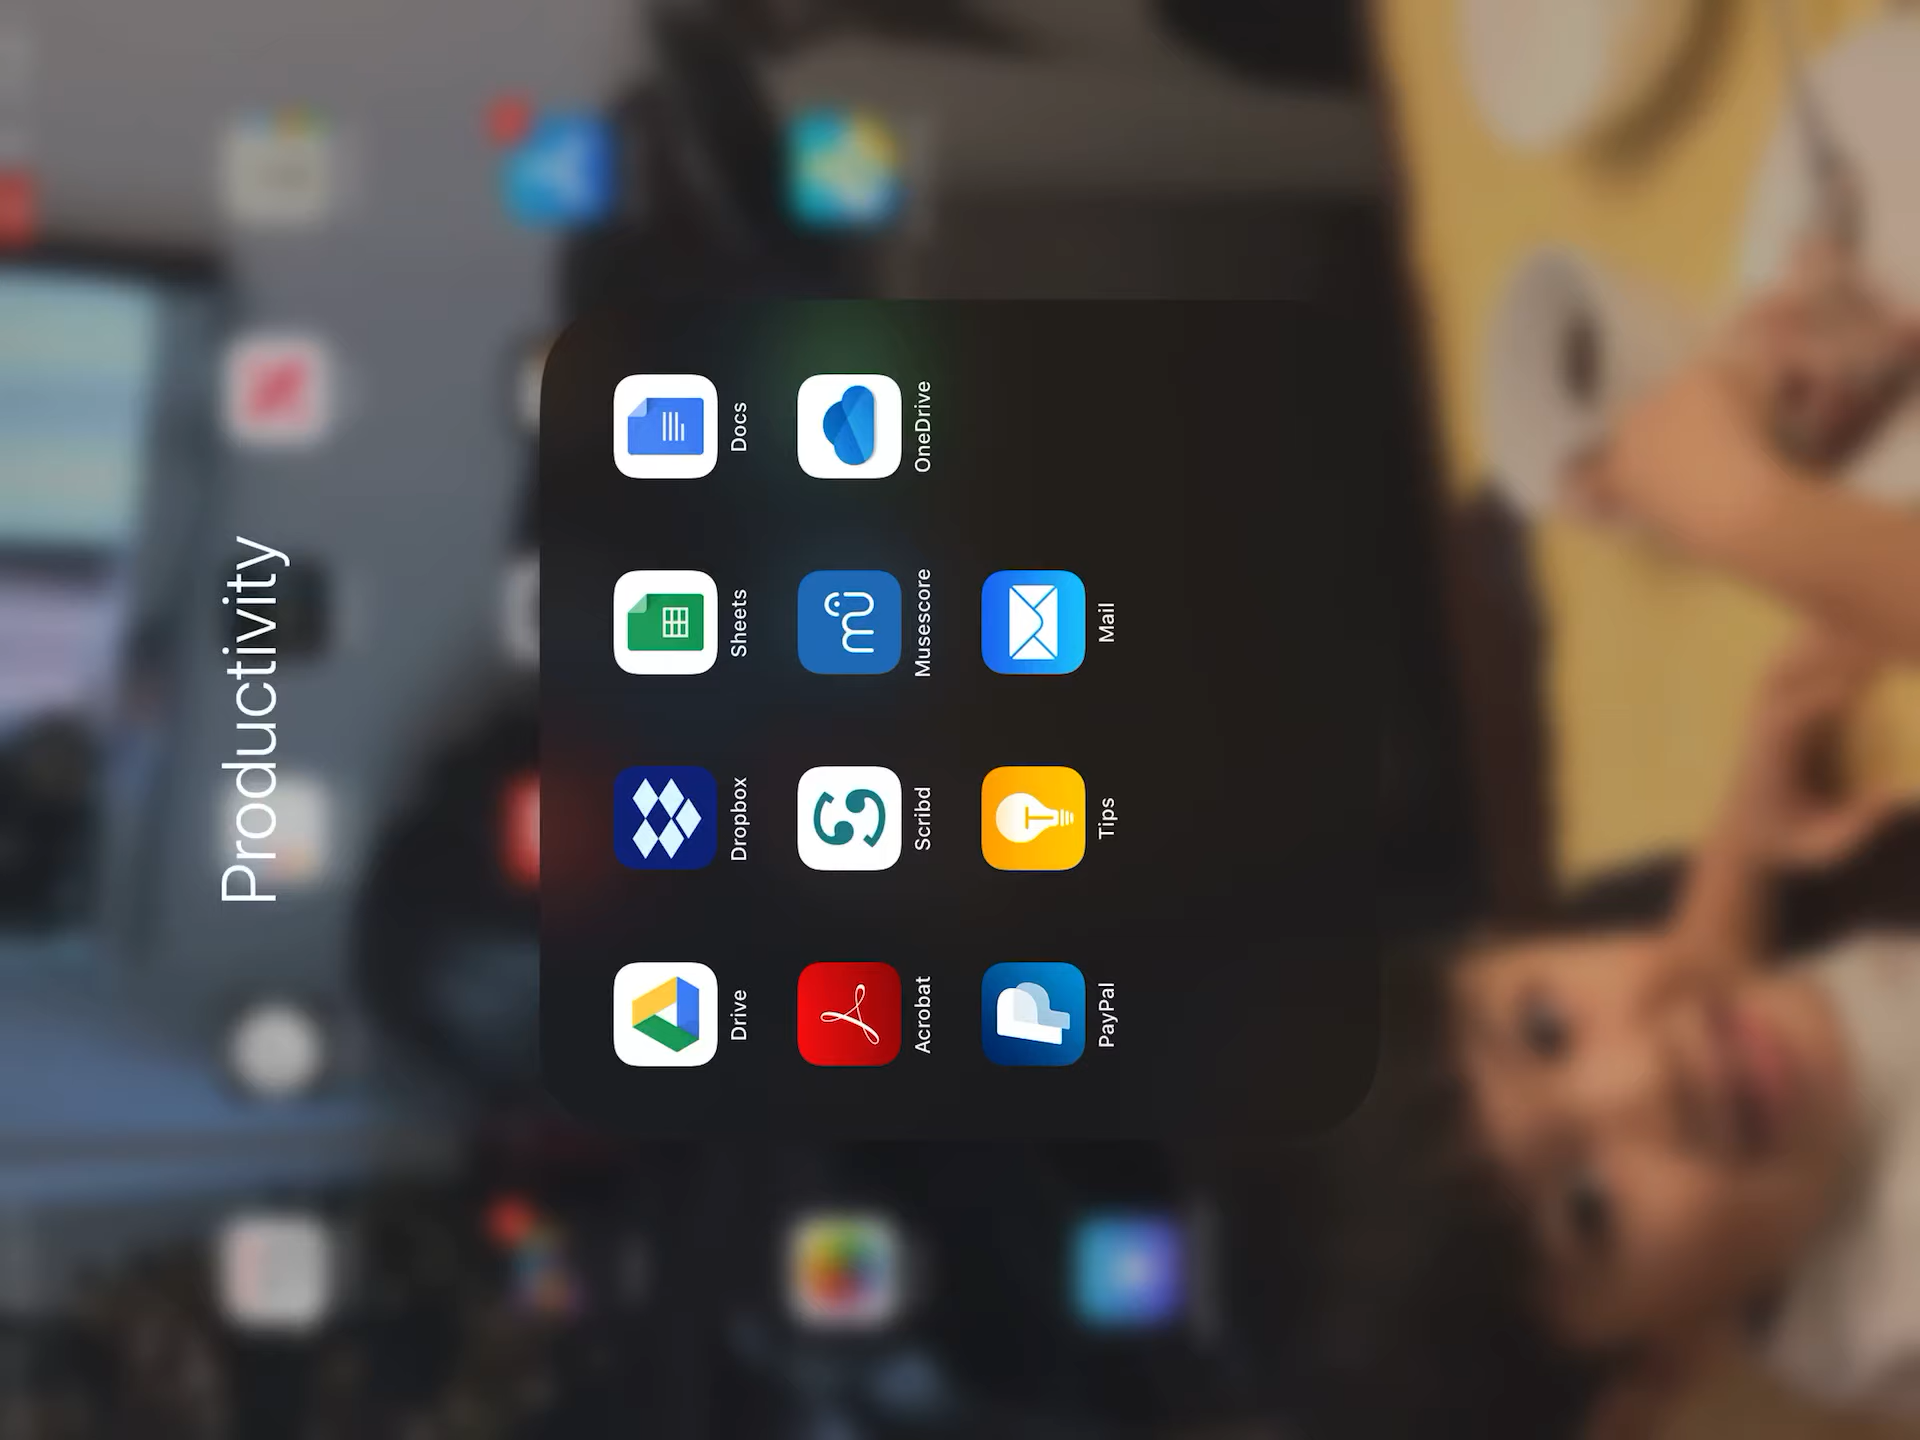 Productivity
Drive
Dropbox
Sheets
Docs
Acrobat
Scribd
Musescore
OneDrive
PayPal
Tips
Mail